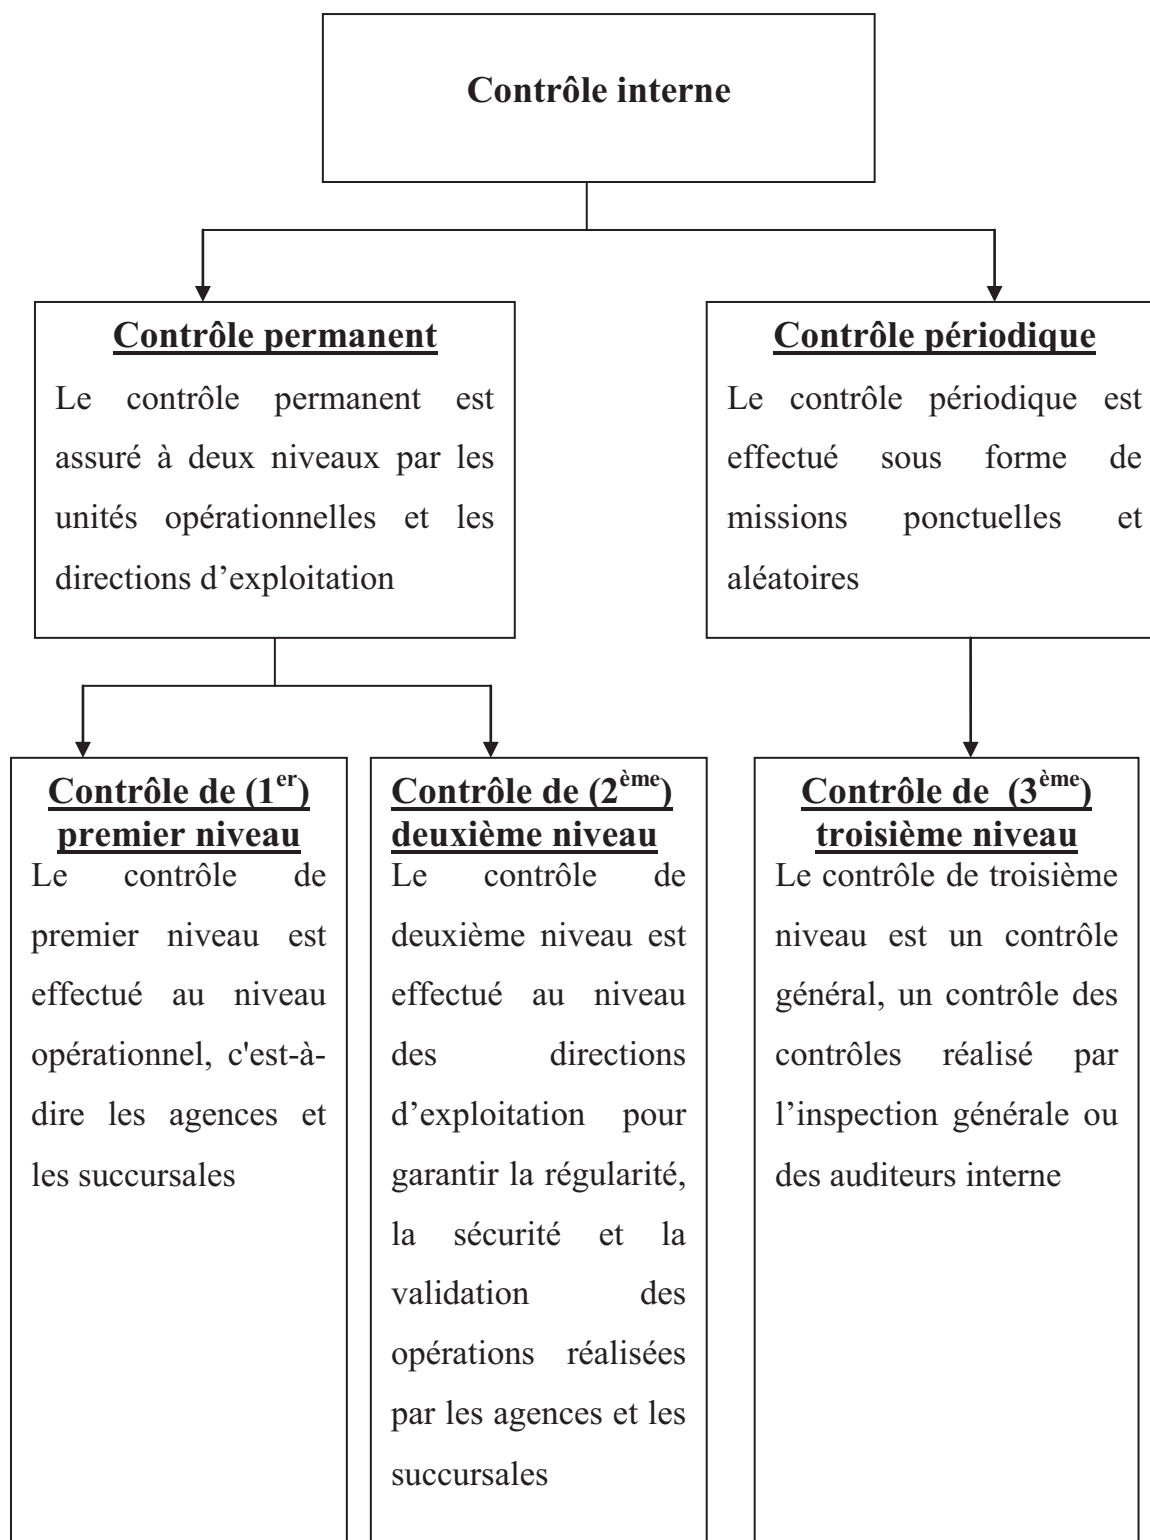 Contrôle interne
Contrôle permanent
Le contrôle permanent est
assuré à deux niveaux par les
unités opérationnelles et les
directions d’exploitation
Contrôle périodique
Le contrôle périodique est
effectué sous forme de
missions ponctuelles et
aléatoires
Contrôle de (1er)
premier niveau
Le contrôle de
premier niveau est
effectué au niveau
opérationnel, c'est-à-
dire les agences et
les succursales
Contrôle de (2ème)
deuxième niveau
Le contrôle de
deuxième niveau est
effectué au niveau
des directions
d’exploitation pour
garantir la régularité,
la sécurité et la
validation des
opérations réalisées
par les agences et les
succursales
Contrôle de (3ème)
troisième niveau
Le contrôle de troisième
niveau est un contrôle
général, un contrôle des
contrôles réalisé par
l’inspection générale ou
des auditeurs interne